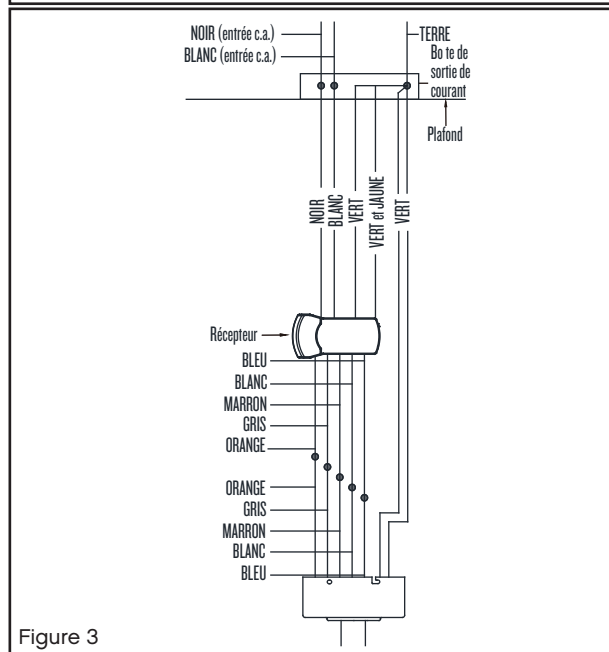 NOIR (entrée c.a.)
BLANC (entrée c.a.)
TERRE
Bo te de
sortie de
courant
Plafond
NOIR
BLANC
VERT
VERT et JAUNE
VERT
Récepteur
BLEU
BLANC
MARRON
GRIS
ORANGE
ORANGE
GRIS
MARRON
BLANC
BLEU
Figure 3